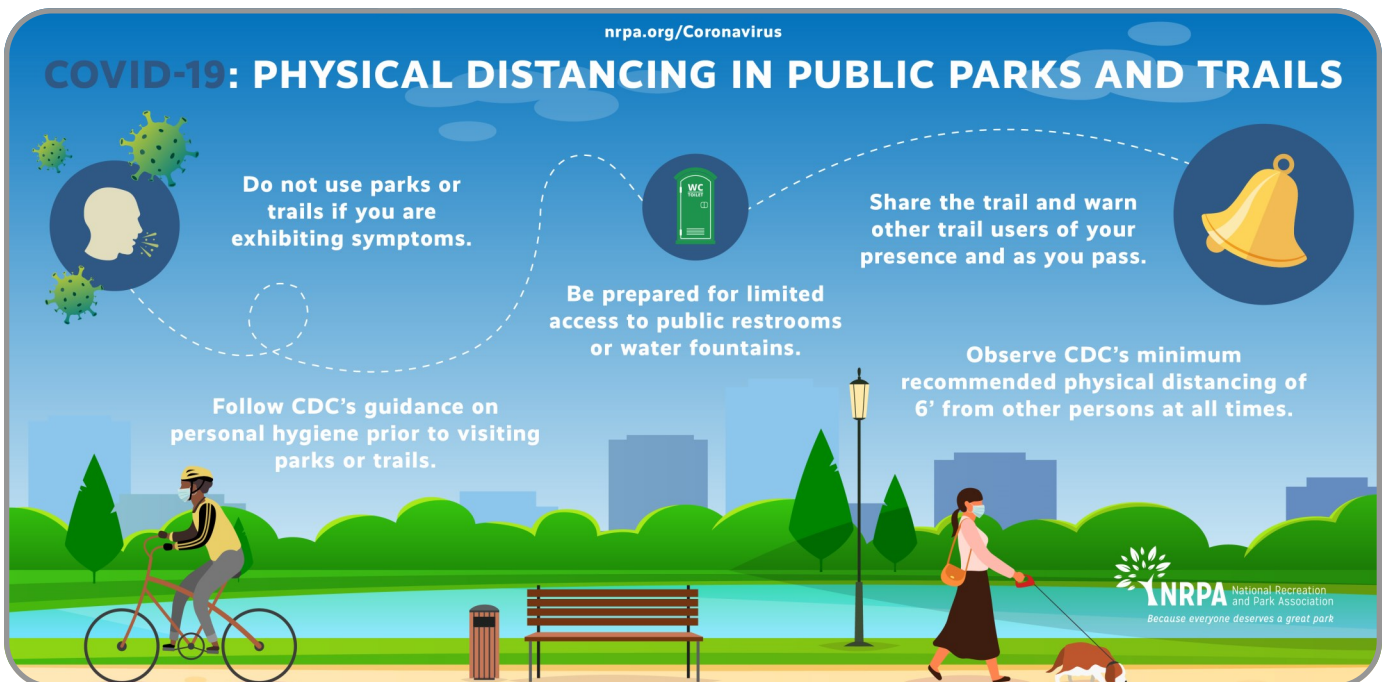 nrpa.org/Coronavirus
COVID-19: PHYSICAL DISTANCING IN PUBLIC PARKS AND TRAILS
Do not use parks or
trails if you are
exhibiting symptoms.
Follow CDC’s guidance on
personal hygiene prior to visiting
parks or trails.
WC
TOILET
Be prepared for limited
access to public restrooms
or water fountains.
Share the trail and warn
other trail users of your
presence and as you pass.
Observe CDC’s minimum
recommended physical distancing of
6’ from other persons at all times.
NRPA National Recreation
and Park Association
Because everyone deserves a great park